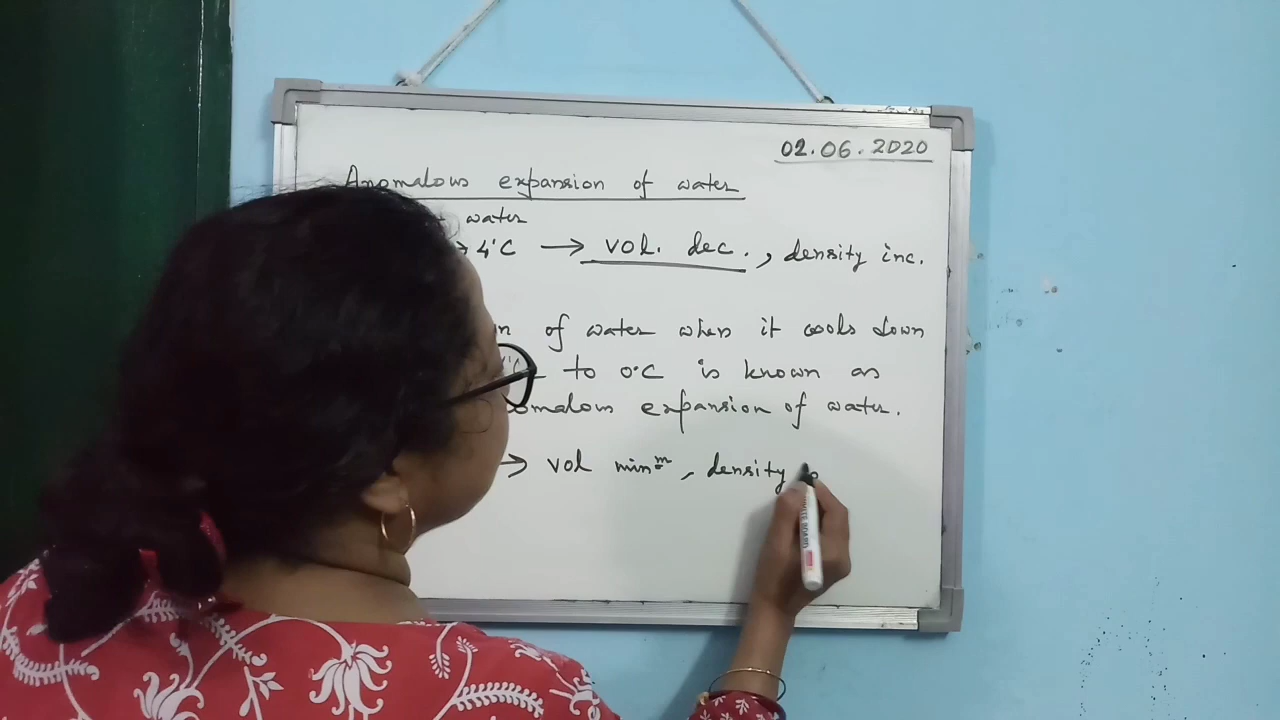 02.06.2020
Anomalous expansion of water
water
4°C → vol. dec., density inc.
of water when it cools down
to 0°C is known as
expansion of water.
→ vol minᵐ, density